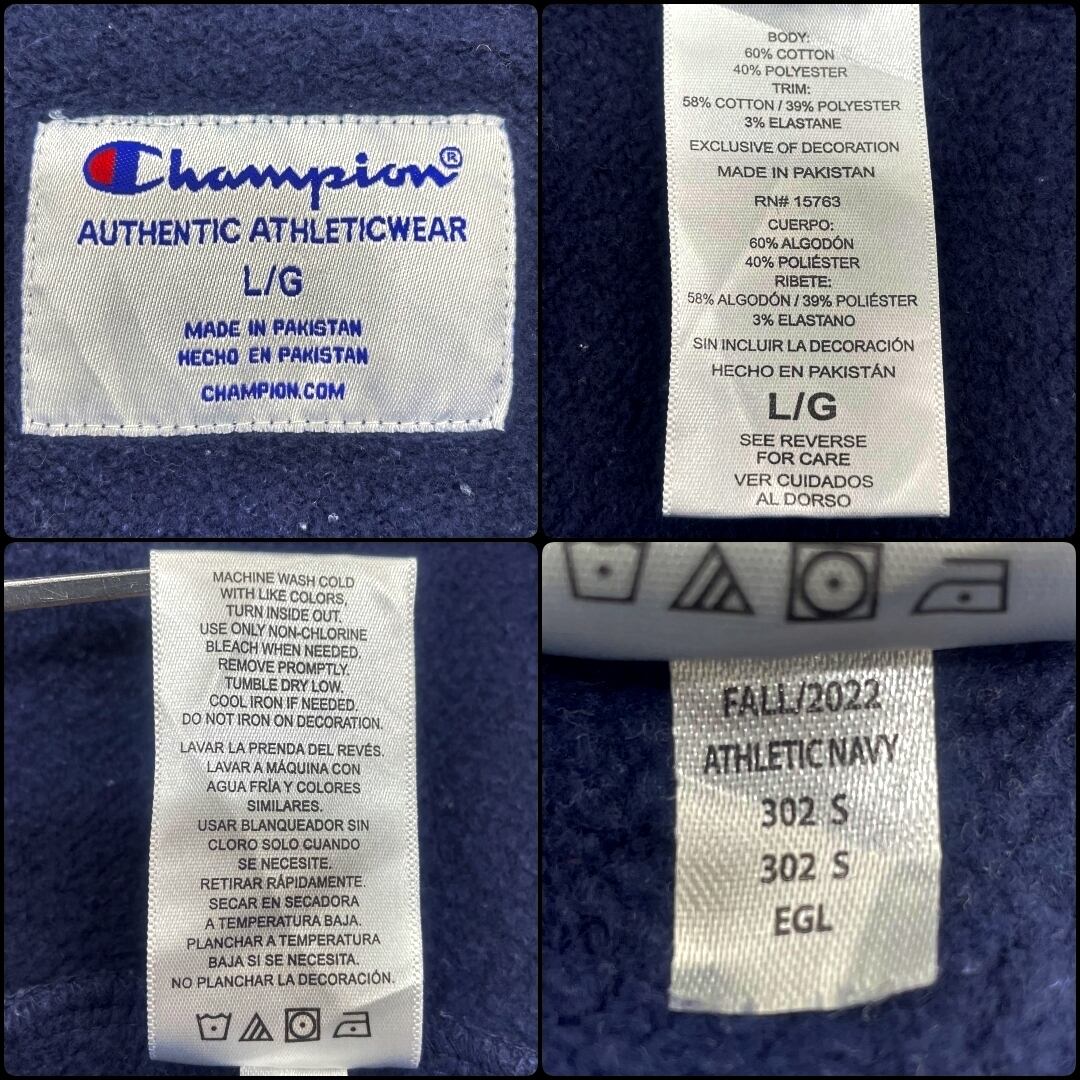 Champion®
AUTHENTIC ATHLETICWEAR
L/G
MADE IN PAKISTAN
HECHO EN PAKISTAN
CHAMPION.COM
BODY:
60% COTTON
40% POLYESTER
TRIM:
58% COTTON / 39% POLYESTER
3% ELASTANE
EXCLUSIVE OF DECORATION
MADE IN PAKISTAN
RN# 15763
CUERPO:
60% ALGODÓN
40% POLIÉSTER
RIBETE:
58% ALGODÓN / 39% POLIÉSTER
3% ELASTANO
SIN INCLUIR LA DECORACIÓN
HECHO EN PAKISTÁN
L/G
SEE REVERSE
FOR CARE
VER CUIDADOS
AL DORSO
MACHINE WASH COLD
WITH LIKE COLORS,
TURN INSIDE OUT,
USE ONLY NON-CHLORINE
BLEACH WHEN NEEDED.
REMOVE PROMPTLY.
TUMBLE DRY LOW.
COOL IRON IF NEEDED.
DO NOT IRON ON DECORATION.
LAVAR LA PRENDA DEL REVÉS.
LAVAR A MÁQUINA CON
AGUA FRÍA Y COLORES
SIMILARES.
USAR BLANQUEADOR SIN
CLORO SOLO CUANDO
SE NECESITE.
RETIRAR RÁPIDAMENTE.
SECAR EN SECADORA
A TEMPERATURA BAJA.
PLANCHAR A TEMPERATURA
BAJA SI SE NECESITA.
NO PLANCHAR LA DECORACIÓN.
FALL/2022
ATHLETIC NAVY
302 S
302 S
EGL